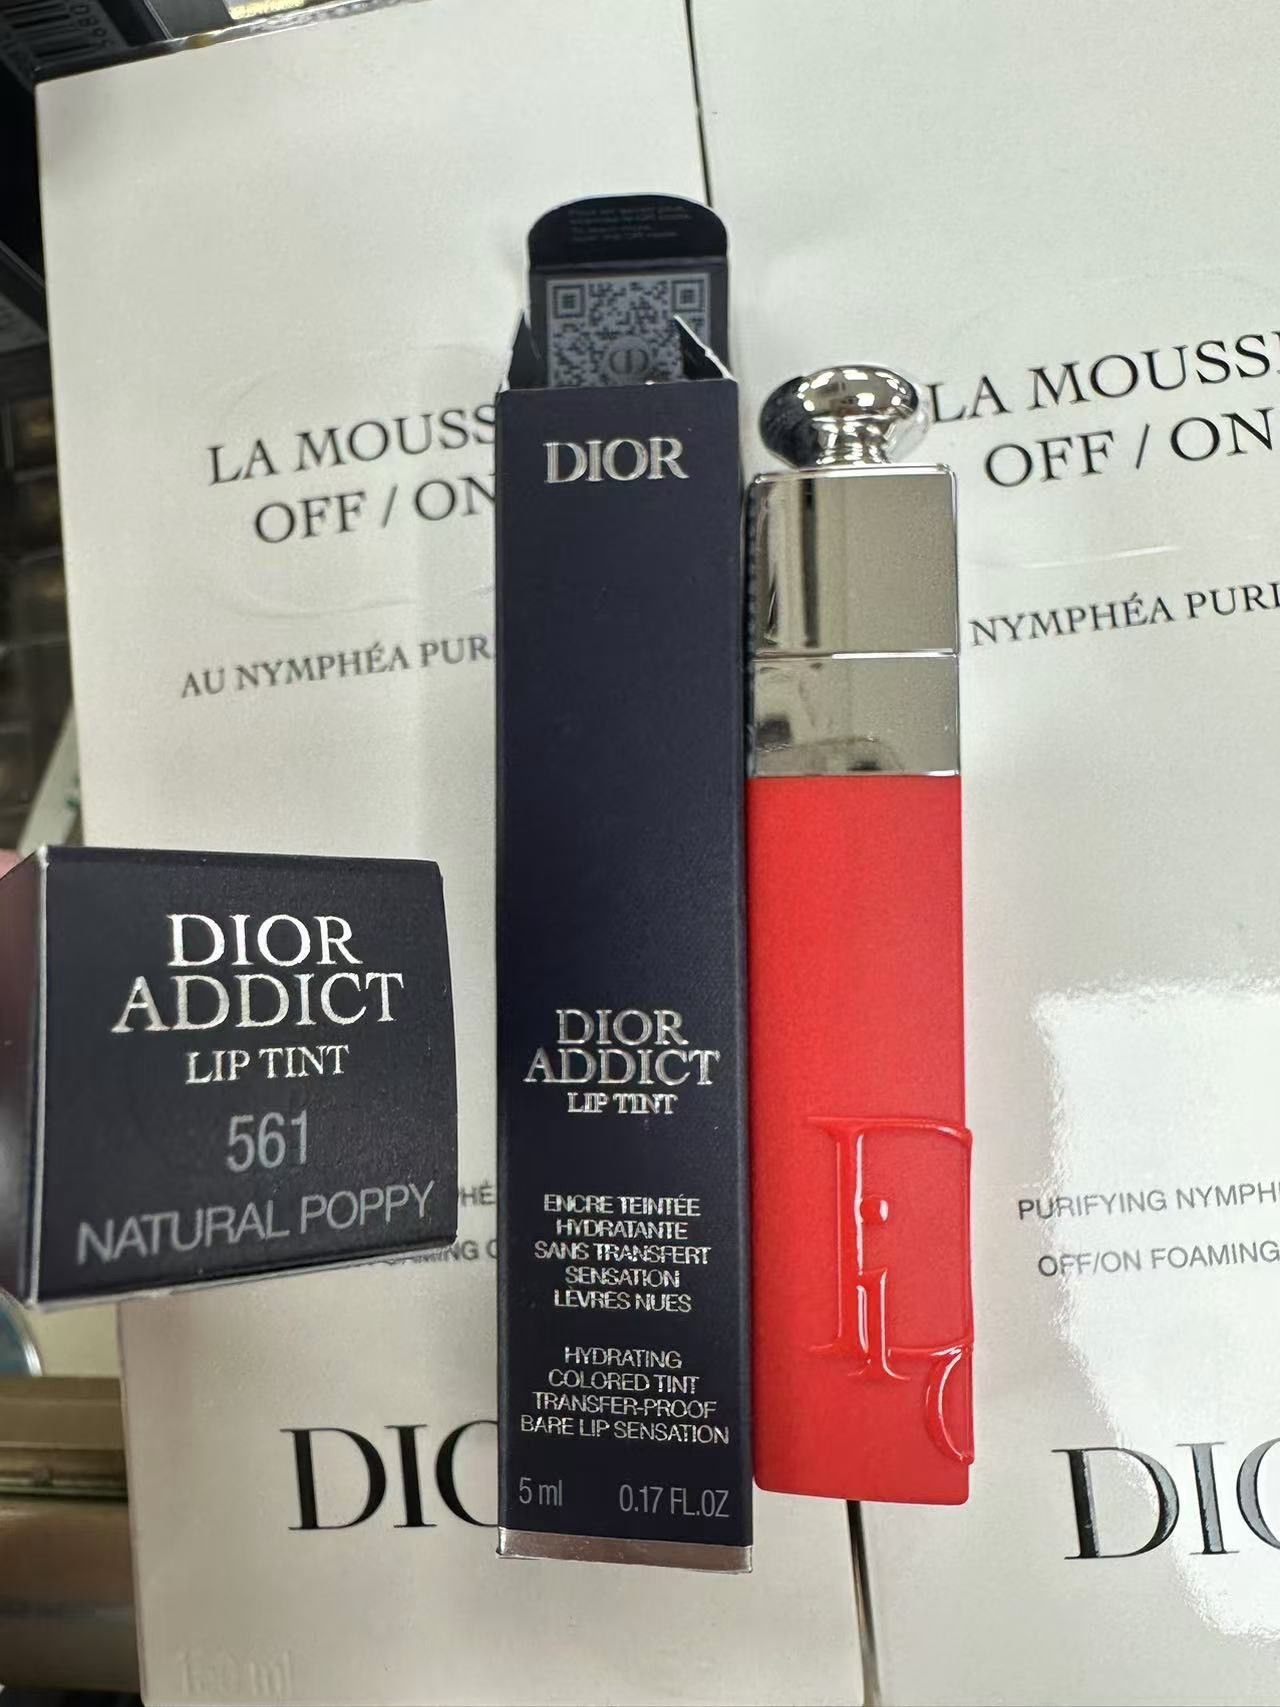 LA MOUSS
OFF / ON
AU NYMPHÉA PUR
DIOR
LA MOUSS
OFF / ON
NYMPHÉA PURI
DIOR
ADDICT
LIP TINT
561
NATURAL POPPY
DIOR
ADDICT
LIP TINT
ENCRE TEINTÉE
HYDRATANTE
SANS TRANSFERT
SENSATION
LÈVRES NUES
HYDRATING
COLORED TINT
TRANSFER-PROOF
BARE LIP SENSATION
5 ml 0.17 FL.OZ
Dior
PURIFYING NYMPH
OFF/ON FOAMING
DIO
DIO